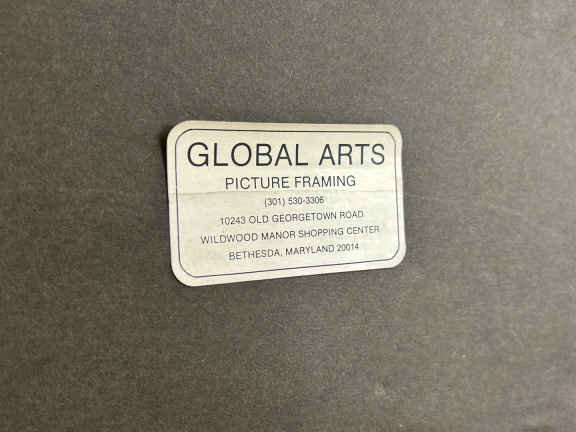 GLOBAL ARTS
PICTURE FRAMING
(301) 530-3306
10243 OLD GEORGETOWN ROAD
WILDWOOD MANOR SHOPPING CENTER
BETHESDA, MARYLAND 20014